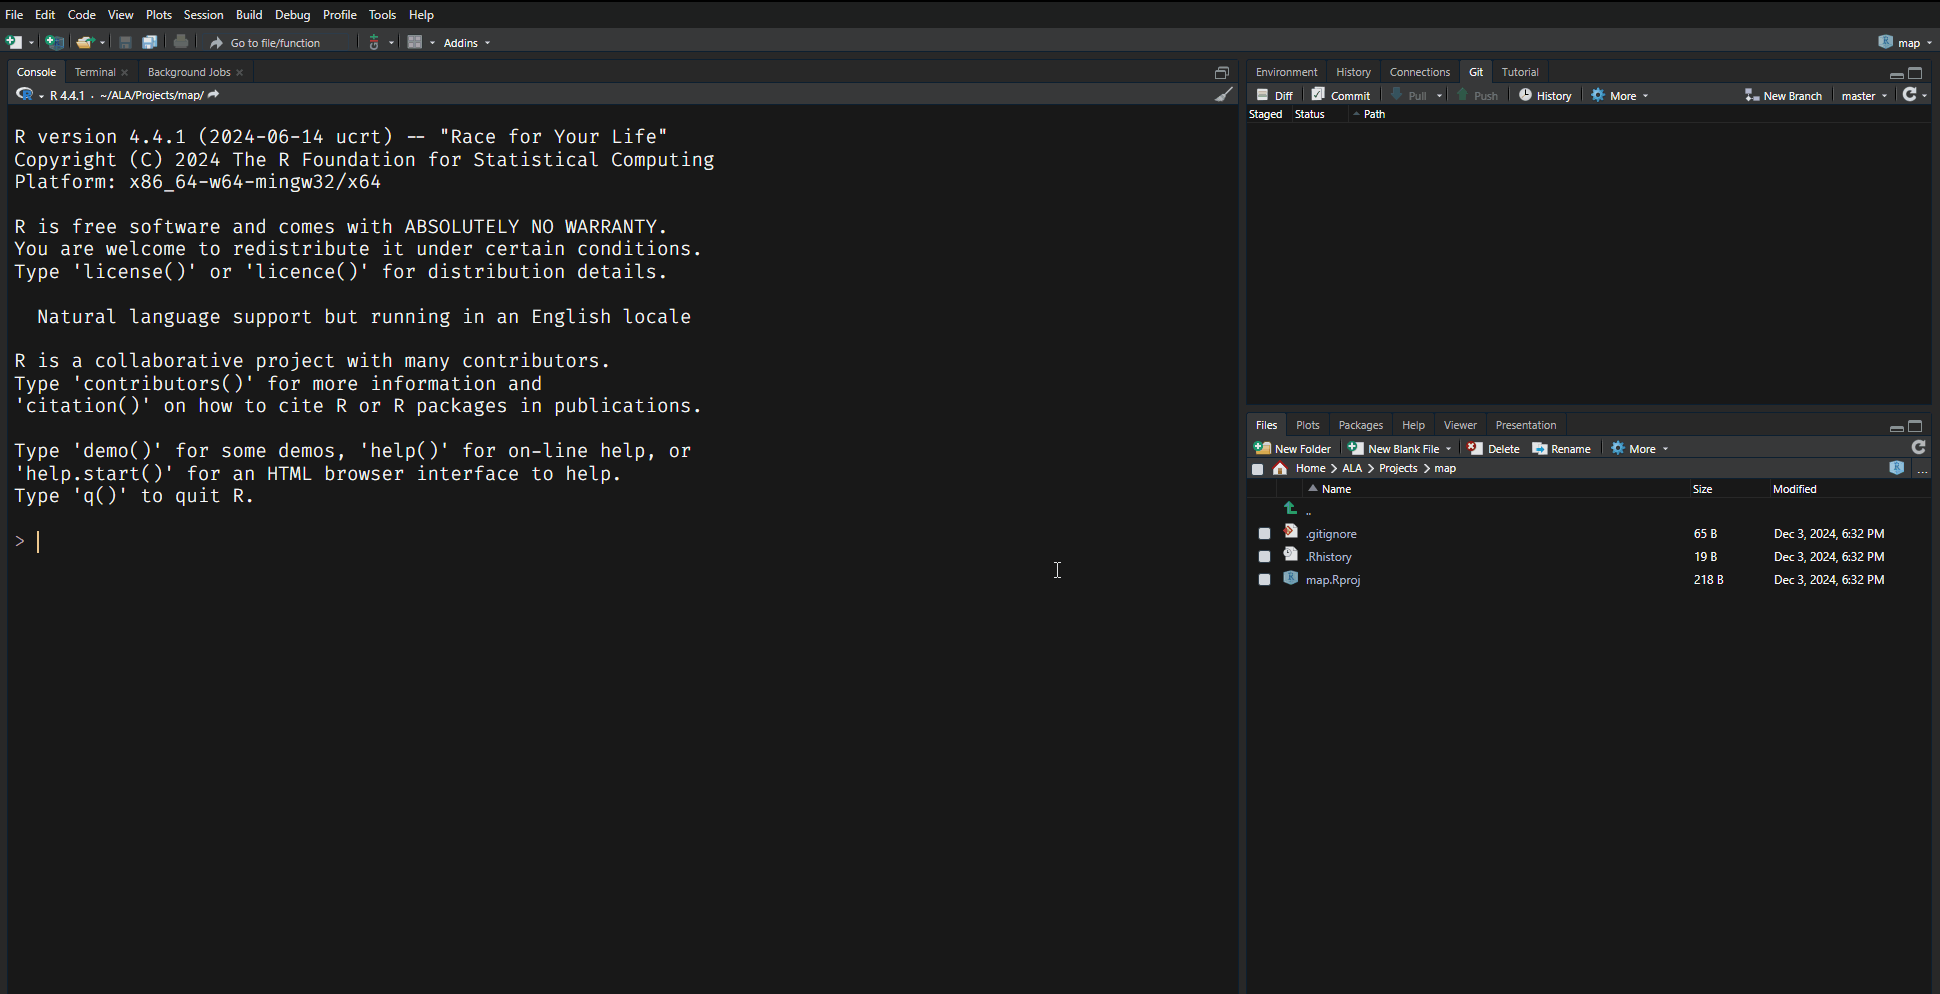 File Edit Code View Plots Session Build Debug Profile Tools Help
Go to file/function Addins map
Console Terminal Background Jobs
R 4.4.1 · ~/ALA/Projects/map/
R version 4.4.1 (2024-06-14 ucrt) -- "Race for Your Life"
Copyright (C) 2024 The R Foundation for Statistical Computing
Platform: x86_64-w64-mingw32/x64
R is free software and comes with ABSOLUTELY NO WARRANTY.
You are welcome to redistribute it under certain conditions.
Type 'license()' or 'licence()' for distribution details.
Natural language support but running in an English locale
R is a collaborative project with many contributors.
Type 'contributors()' for more information and
'citation()' on how to cite R or R packages in publications.
Type 'demo()' for some demos, 'help()' for on-line help, or
'help.start()' for an HTML browser interface to help.
Type 'q()' to quit R.
>
Environment History Connections Git Tutorial
Diff Commit Pull Push History More New Branch master
Staged Status Path
Files Plots Packages Help Viewer Presentation
New Folder New Blank File Delete Rename More
Home > ALA > Projects > map ...
Name Size Modified
..
.gitignore 65 B Dec 3, 2024, 6:32 PM
.Rhistory 19 B Dec 3, 2024, 6:32 PM
map.Rproj 218 B Dec 3, 2024, 6:32 PM